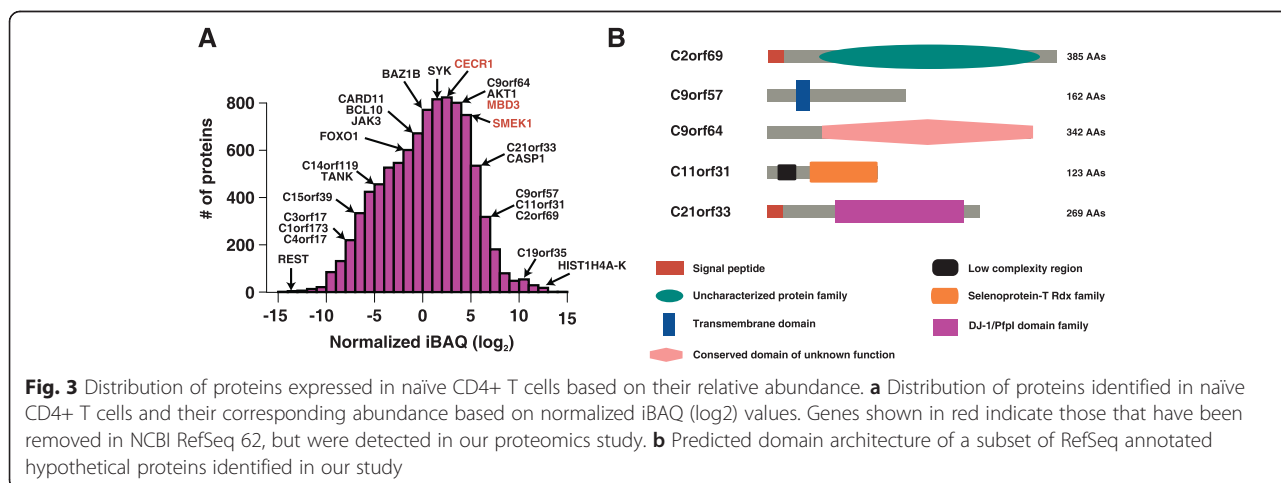 A
B
CECR1
SYK
BAZ1B
C9orf64
AKT1
MBD3
SMEK1
CARD11
BCL10
JAK3
FOXO1
C21orf33
CASP1
C14orf119
TANK
C15orf39
C9orf57
C11orf31
C2orf69
C3orf17
C1orf173
C4orf17
C19orf35
REST
HIST1H4A-K
# of proteins
800
600
400
200
0
-15 -10 -5 0 5 10 15
Normalized iBAQ (log2)
C2orf69 385 AAs
C9orf57 162 AAs
C9orf64 342 AAs
C11orf31 123 AAs
C21orf33 269 AAs
Signal peptide
Low complexity region
Uncharacterized protein family
Selenoprotein-T Rdx family
Transmembrane domain
DJ-1/PfpI domain family
Conserved domain of unknown function
Fig. 3 Distribution of proteins expressed in naïve CD4+ T cells based on their relative abundance. a Distribution of proteins identified in naïve
CD4+ T cells and their corresponding abundance based on normalized iBAQ (log2) values. Genes shown in red indicate those that have been
removed in NCBI RefSeq 62, but were detected in our proteomics study. b Predicted domain architecture of a subset of RefSeq annotated
hypothetical proteins identified in our study